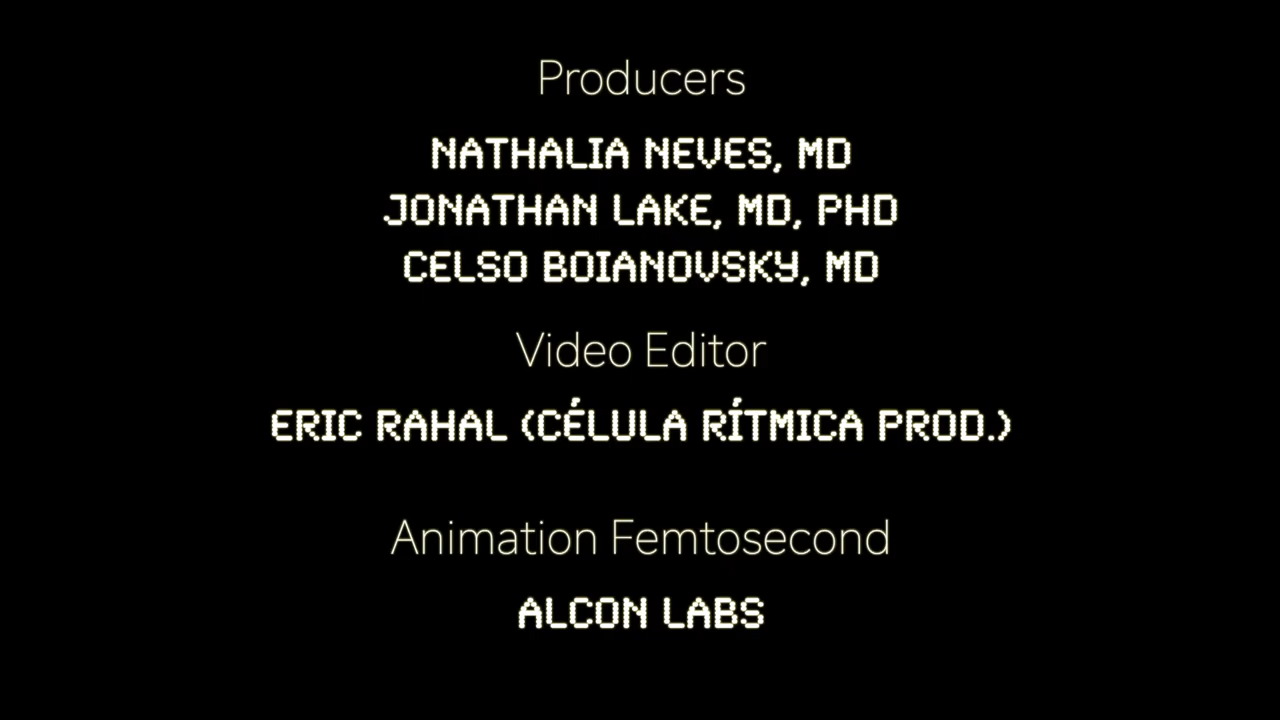 Producers
NATHALIA NEVES, MD
JONATHAN LAKE, MD, PHD
CELSO BOIANOVSKY, MD
Video Editor
ERIC RAHAL (CÉLULA RÍTMICA PROD.)
Animation Femtosecond
ALCON LABS